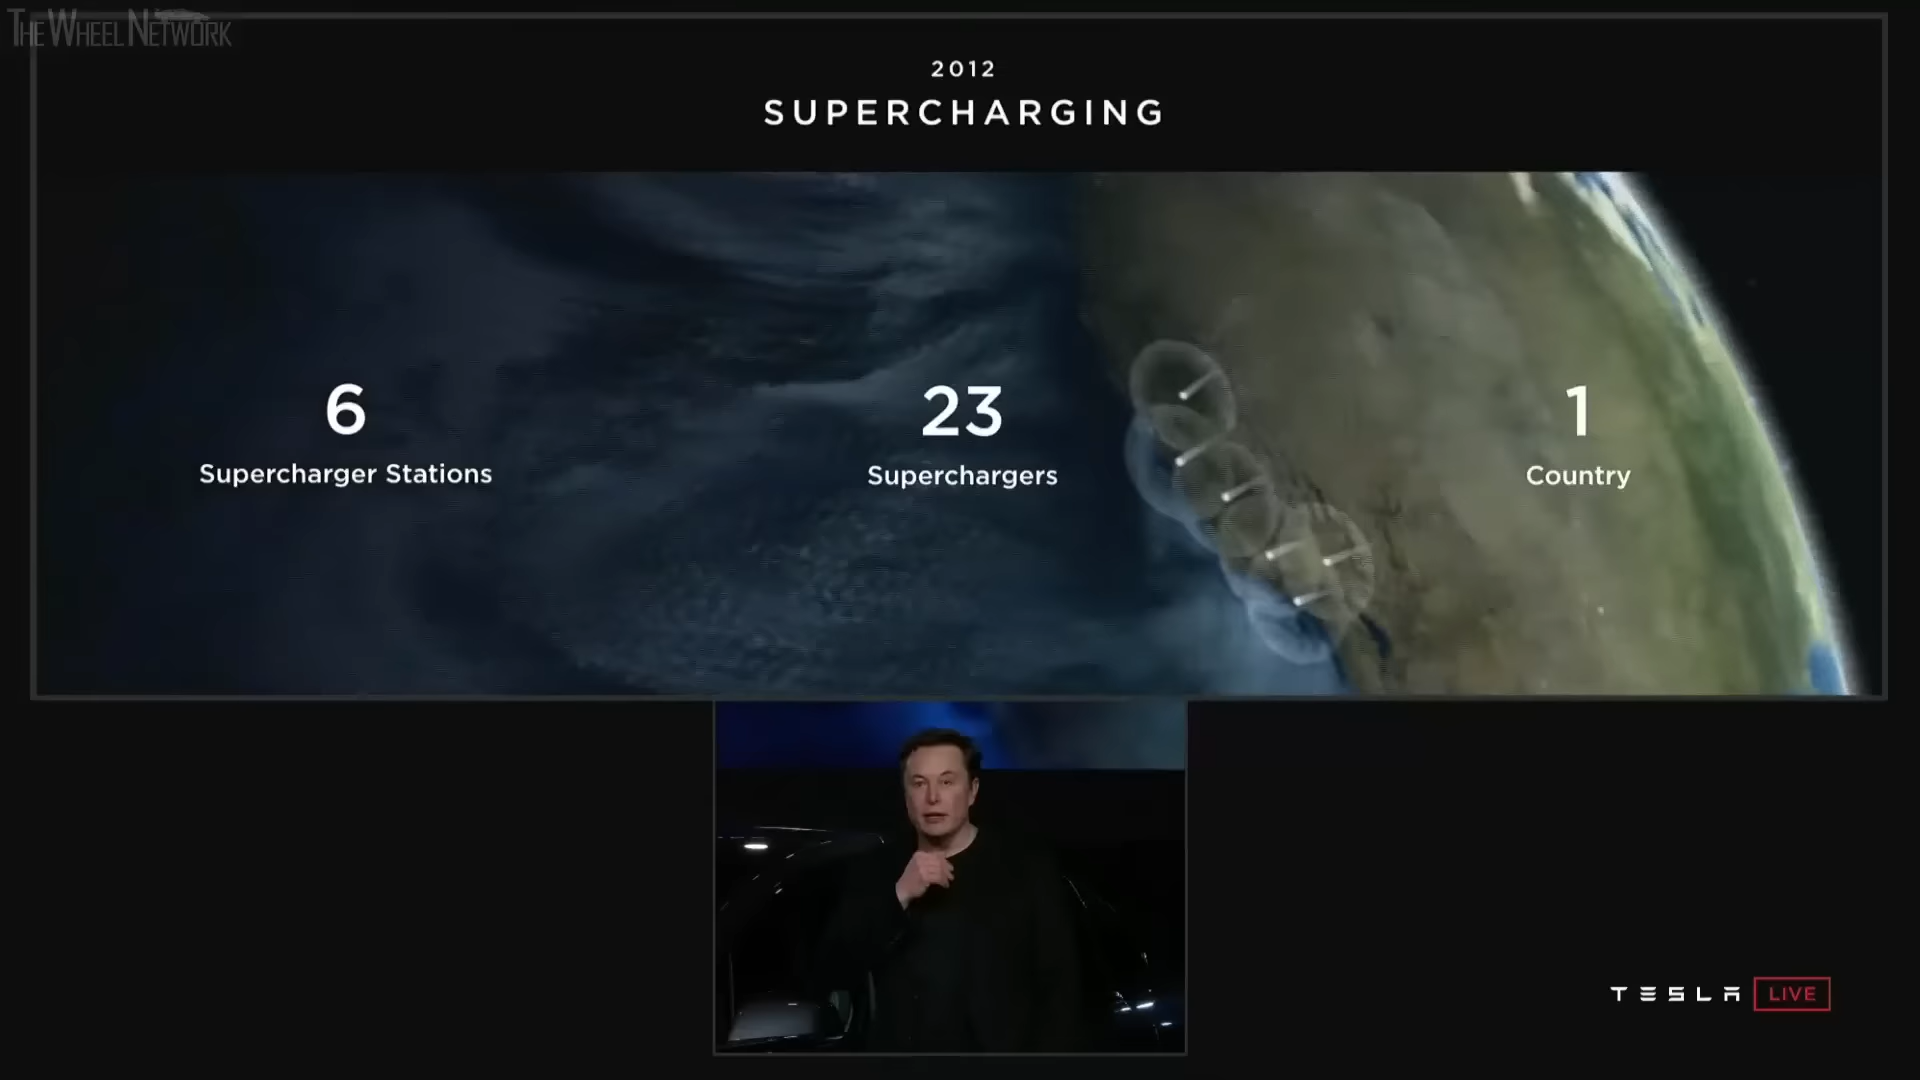 THE WHEEL NETWORK
2012
SUPERCHARGING
6
Supercharger Stations
23
Superchargers
1
Country
TESLA LIVE